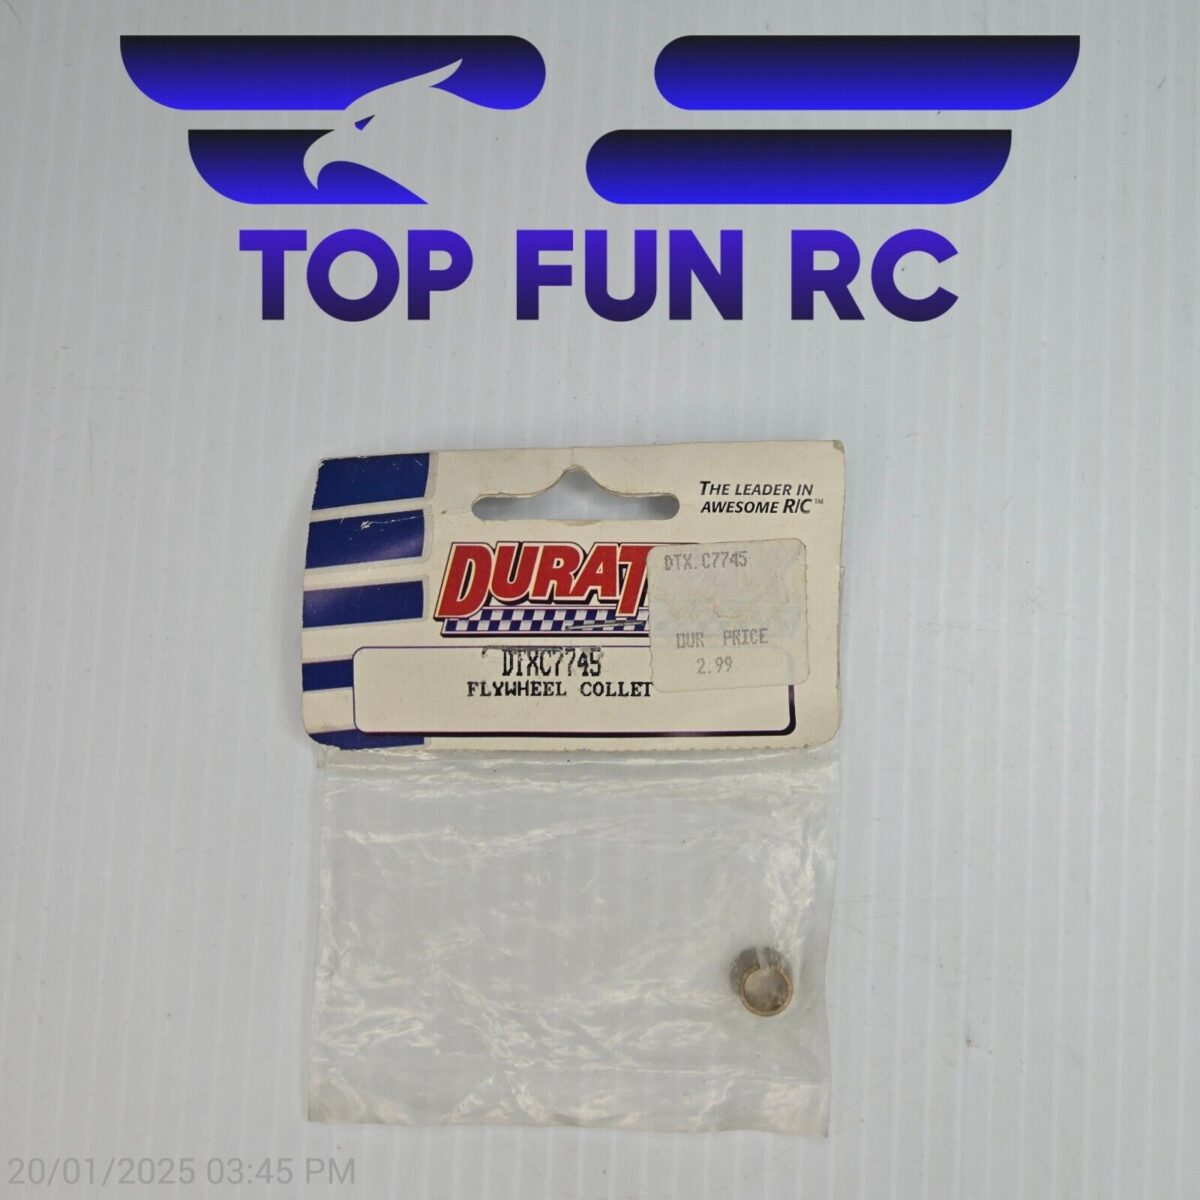 TOP FUN RC
THE LEADER IN
AWESOME R/C™
DURAT
DTX.C7745
OUR PRICE
2.99
DTXC7745
FLYWHEEL COLLET
20/01/2025 03:45 PM